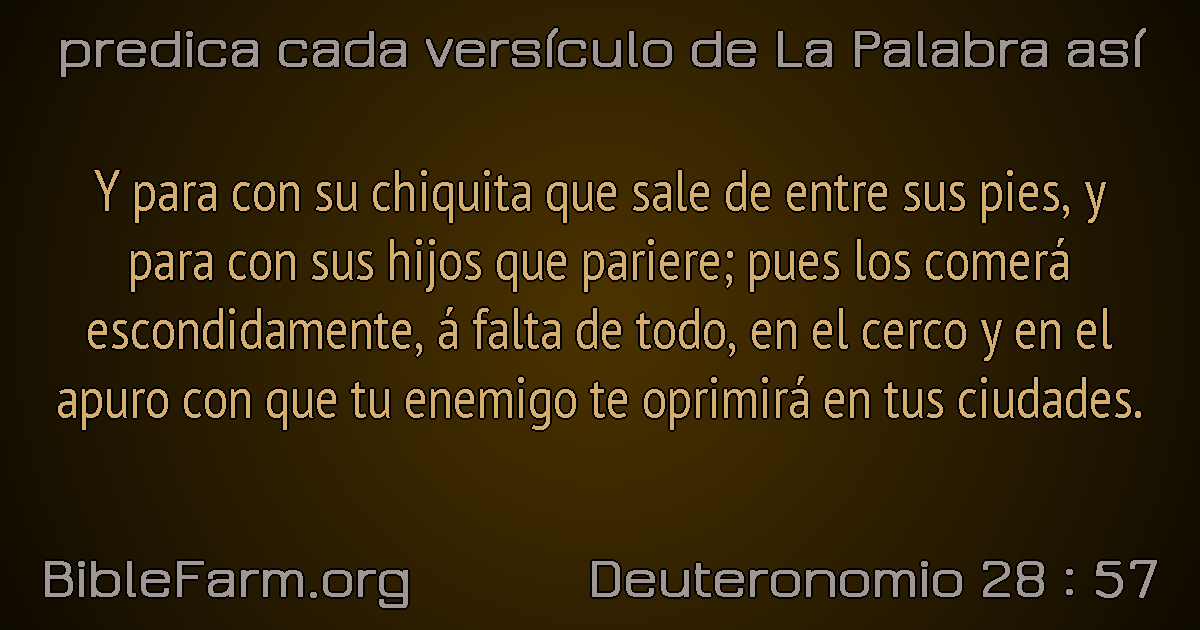 predica cada versículo de La Palabra así
Y para con su chiquita que sale de entre sus pies, y
para con sus hijos que pariere; pues los comerá
escondidamente, á falta de todo, en el cerco y en el
apuro con que tu enemigo te oprimirá en tus ciudades.
BibleFarm.org
Deuteronomio 28 : 57